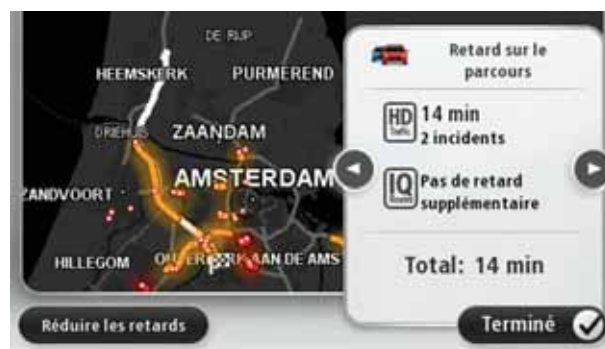 DE RIJP
HEEMSKERK
PURMEREND
DRIEHUIS
ZAANDAM
AMSTERDAM
ZANDVOORT
HILLEGOM
AAN DE AMS
Retard sur le
parcours
HD
Traffic
14 min
2 incidents
IQ
Routes
Pas de retard
supplémentaire
Total: 14 min
Réduire les retards
Terminé